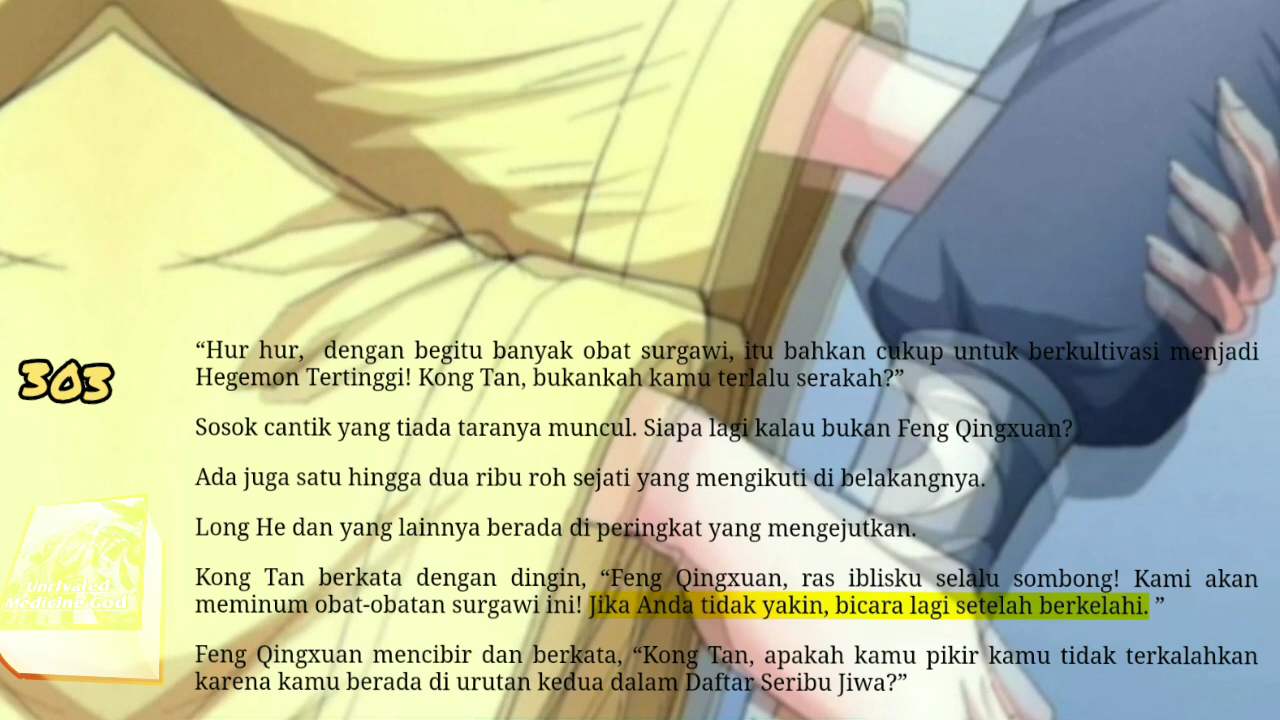 “Hur hur,  dengan begitu banyak obat surgawi, itu bahkan cukup untuk berkultivasi menjadi
Hegemon Tertinggi! Kong Tan, bukankah kamu terlalu serakah?”
303
Sosok cantik yang tiada taranya muncul. Siapa lagi kalau bukan Feng Qingxuan?
Ada juga satu hingga dua ribu roh sejati yang mengikuti di belakangnya.
Long He dan yang lainnya berada di peringkat yang mengejutkan.
Kong Tan berkata dengan dingin, “Feng Qingxuan, ras iblisku selalu sombong! Kami akan
meminum obat-obatan surgawi ini! Jika Anda tidak yakin, bicara lagi setelah berkelahi. ”
Unrivaled
Medicine God
Feng Qingxuan mencibir dan berkata, “Kong Tan, apakah kamu pikir kamu tidak terkalahkan
karena kamu berada di urutan kedua dalam Daftar Seribu Jiwa?”